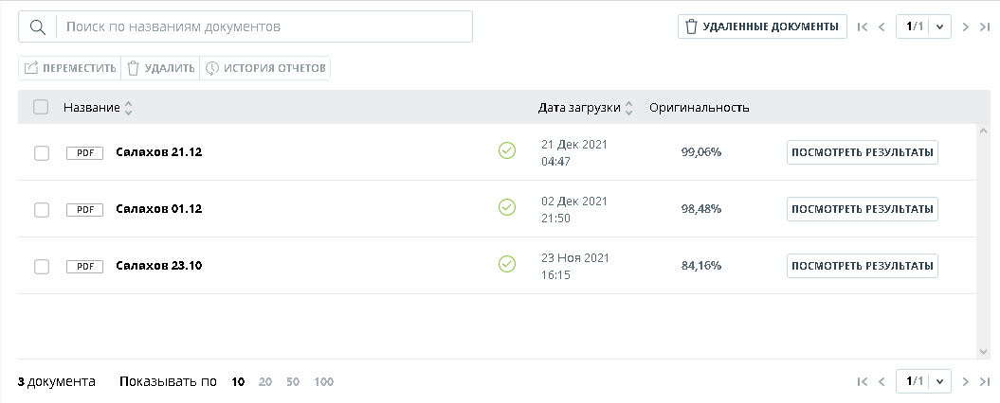 Поиск по названиям документов
УДАЛЕННЫЕ ДОКУМЕНТЫ
1/1
ПЕРЕМЕСТИТЬ УДАЛИТЬ ИСТОРИЯ ОТЧЕТОВ
Название Дата загрузки Оригинальность
PDF Салахов 21.12 21 Дек 2021 04:47 99,06% ПОСМОТРЕТЬ РЕЗУЛЬТАТЫ
PDF Салахов 01.12 02 Дек 2021 21:50 98,48% ПОСМОТРЕТЬ РЕЗУЛЬТАТЫ
PDF Салахов 23.10 23 Ноя 2021 16:15 84,16% ПОСМОТРЕТЬ РЕЗУЛЬТАТЫ
3 документа Показывать по 10 20 50 100 1/1